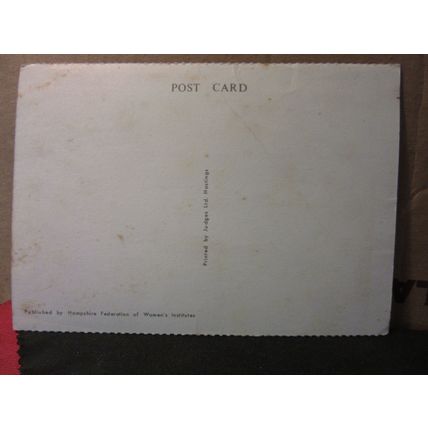 POST CARD
Printed by Judges Ltd. Hastings
Published by Hampshire Federation of Women's Institutes